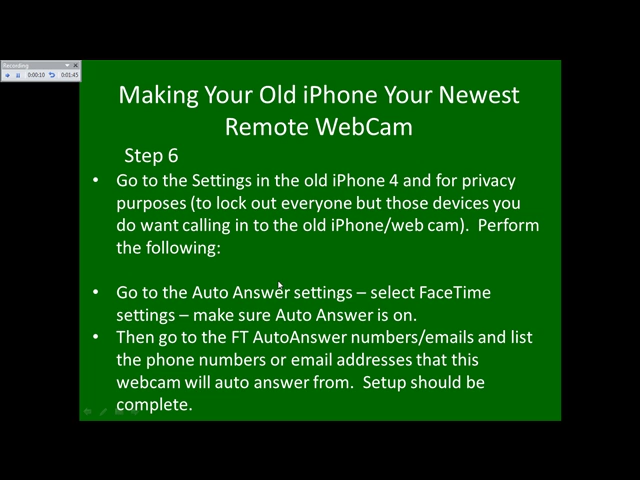 Recording
0:00:10 0:01:45
Making Your Old iPhone Your Newest
Remote WebCam
Step 6
• Go to the Settings in the old iPhone 4 and for privacy
purposes (to lock out everyone but those devices you
do want calling in to the old iPhone/web cam).  Perform
the following:
• Go to the Auto Answer settings – select FaceTime
settings – make sure Auto Answer is on.
• Then go to the FT AutoAnswer numbers/emails and list
the phone numbers or email addresses that this
webcam will auto answer from.  Setup should be
complete.